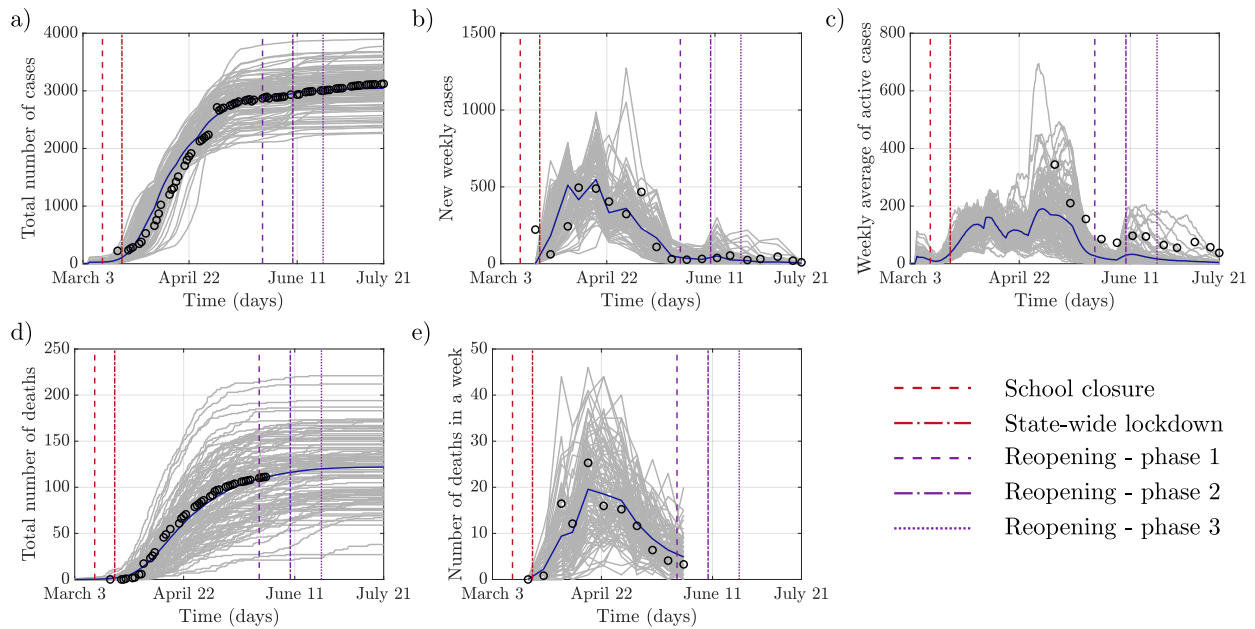 a)
Total number of cases
4000
3000
2000
1000
0
March 3
April 22
June 11
July 21
Time (days)
b)
New weekly cases
1500
1000
500
0
March 3
April 22
June 11
July 21
Time (days)
c)
Weekly average of active cases
800
600
400
200
0
March 3
April 22
June 11
July 21
Time (days)
d)
Total number of deaths
250
200
150
100
50
0
March 3
April 22
June 11
July 21
Time (days)
e)
Number of deaths in a week
50
40
30
20
10
0
March 3
April 22
June 11
July 21
Time (days)
School closure
State-wide lockdown
Reopening - phase 1
Reopening - phase 2
Reopening - phase 3